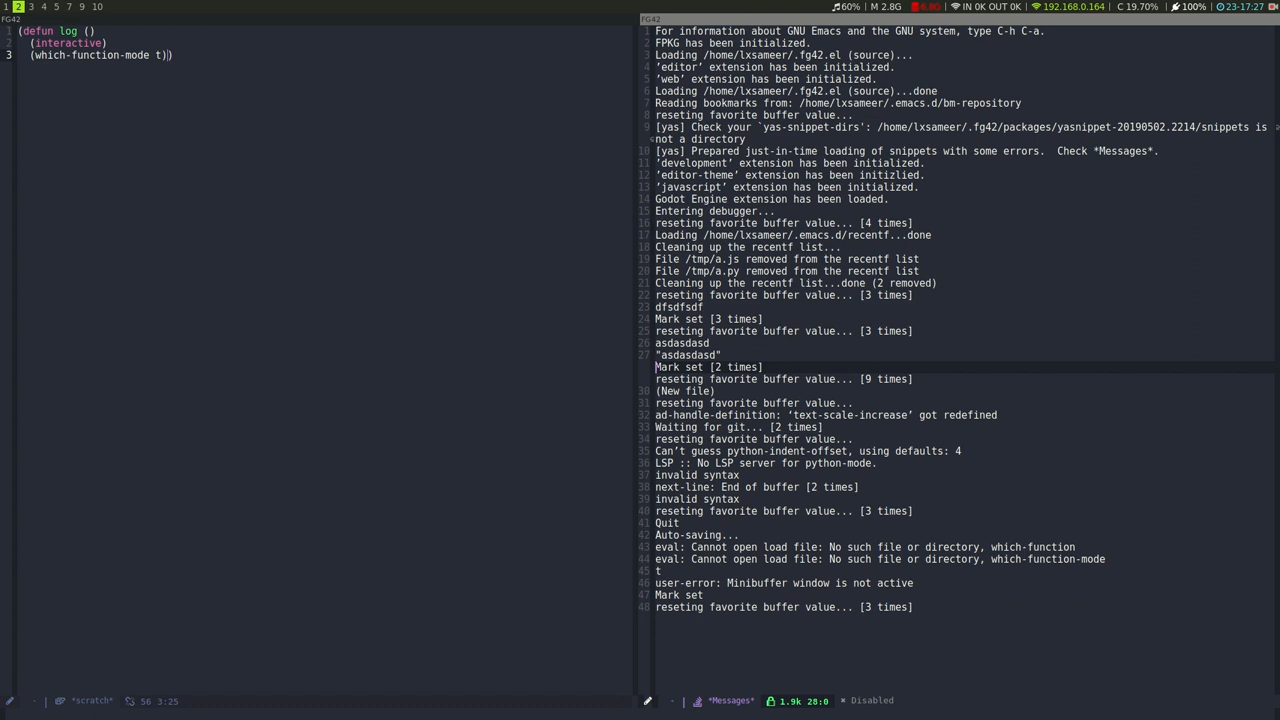 1 2 3 4 5 7 9 10
60% | M 2.8G | 6.0G | IN 0K OUT 0K | 192.168.0.164 | C 19.70% | 100% | 23-17:27
FG42
1 (defun log ()
2   (interactive)
3   (which-function-mode t))
*scratch* 56 3:25
FG42
1 For information about GNU Emacs and the GNU system, type C-h C-a.
2 FPKG has been initialized.
3 Loading /home/lxsameer/.fg42.el (source)...
4 ’editor’ extension has been initialized.
5 ’web’ extension has been initialized.
6 Loading /home/lxsameer/.fg42.el (source)...done
7 Reading bookmarks from: /home/lxsameer/.emacs.d/bm-repository
8 reseting favorite buffer value...
9 [yas] Check your `yas-snippet-dirs': /home/lxsameer/.fg42/packages/yasnippet-20190502.2214/snippets is
not a directory
10 [yas] Prepared just-in-time loading of snippets with some errors.  Check *Messages*.
11 ’development’ extension has been initialized.
12 ’editor-theme’ extension has been initizlied.
13 ’javascript’ extension has been initialized.
14 Godot Engine extension has been loaded.
15 Entering debugger...
16 reseting favorite buffer value... [4 times]
17 Loading /home/lxsameer/.emacs.d/recentf...done
18 Cleaning up the recentf list...
19 File /tmp/a.js removed from the recentf list
20 File /tmp/a.py removed from the recentf list
21 Cleaning up the recentf list...done (2 removed)
22 reseting favorite buffer value... [3 times]
23 dfsdfsdf
24 Mark set [3 times]
25 reseting favorite buffer value... [3 times]
26 asdasdasd
27 "asdasdasd"
Mark set [2 times]
reseting favorite buffer value... [9 times]
30 (New file)
31 reseting favorite buffer value...
32 ad-handle-definition: ‘text-scale-increase’ got redefined
33 Waiting for git... [2 times]
34 reseting favorite buffer value...
35 Can’t guess python-indent-offset, using defaults: 4
36 LSP :: No LSP server for python-mode.
37 invalid syntax
38 next-line: End of buffer [2 times]
39 invalid syntax
40 reseting favorite buffer value... [3 times]
41 Quit
42 Auto-saving...
43 eval: Cannot open load file: No such file or directory, which-function
44 eval: Cannot open load file: No such file or directory, which-function-mode
45 t
46 user-error: Minibuffer window is not active
47 Mark set
48 reseting favorite buffer value... [3 times]
*Messages* 1.9k 28:0 Disabled